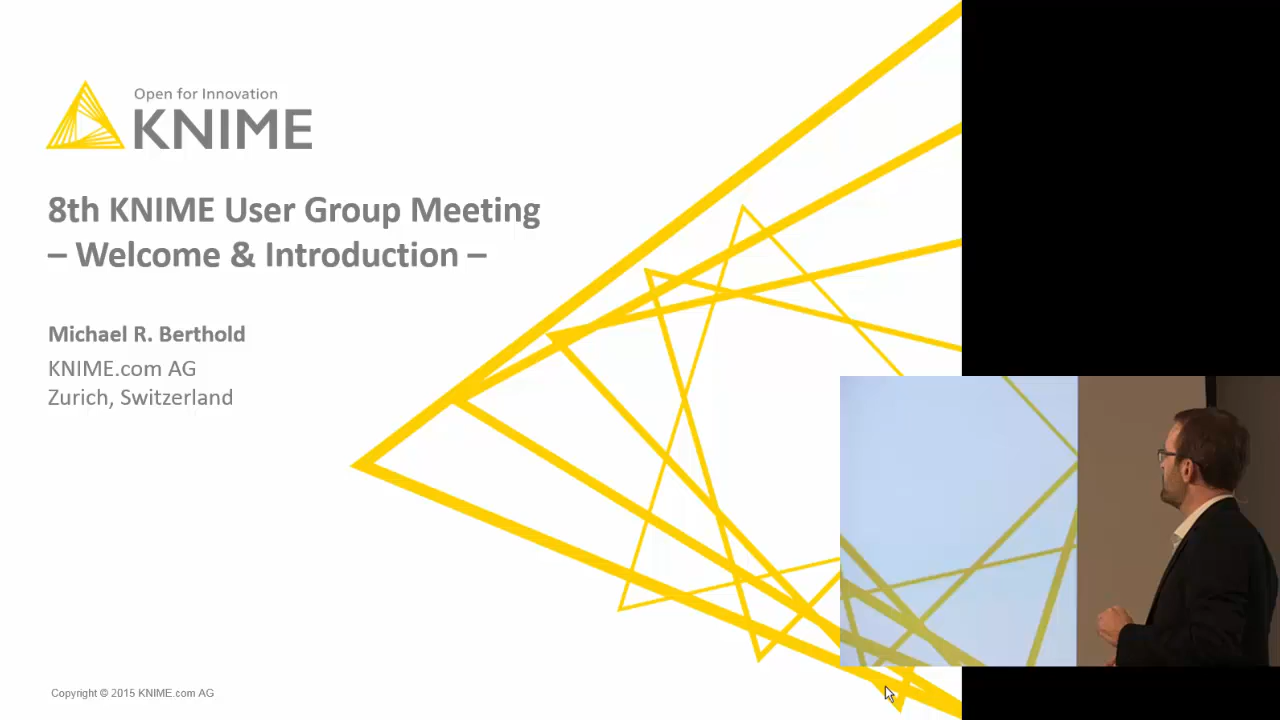 Open for Innovation
KNIME
8th KNIME User Group Meeting
– Welcome & Introduction –
Michael R. Berthold
KNIME.com AG
Zurich, Switzerland
Copyright © 2015 KNIME.com AG